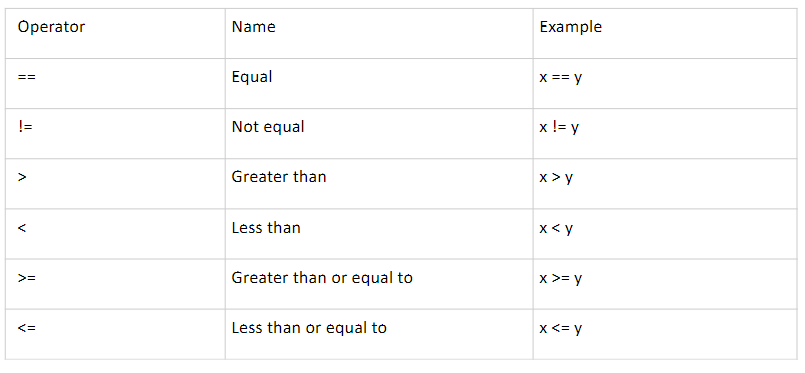 Operator Name Example
== Equal x == y
!= Not equal x != y
> Greater than x > y
< Less than x < y
>= Greater than or equal to x >= y
<= Less than or equal to x <= y